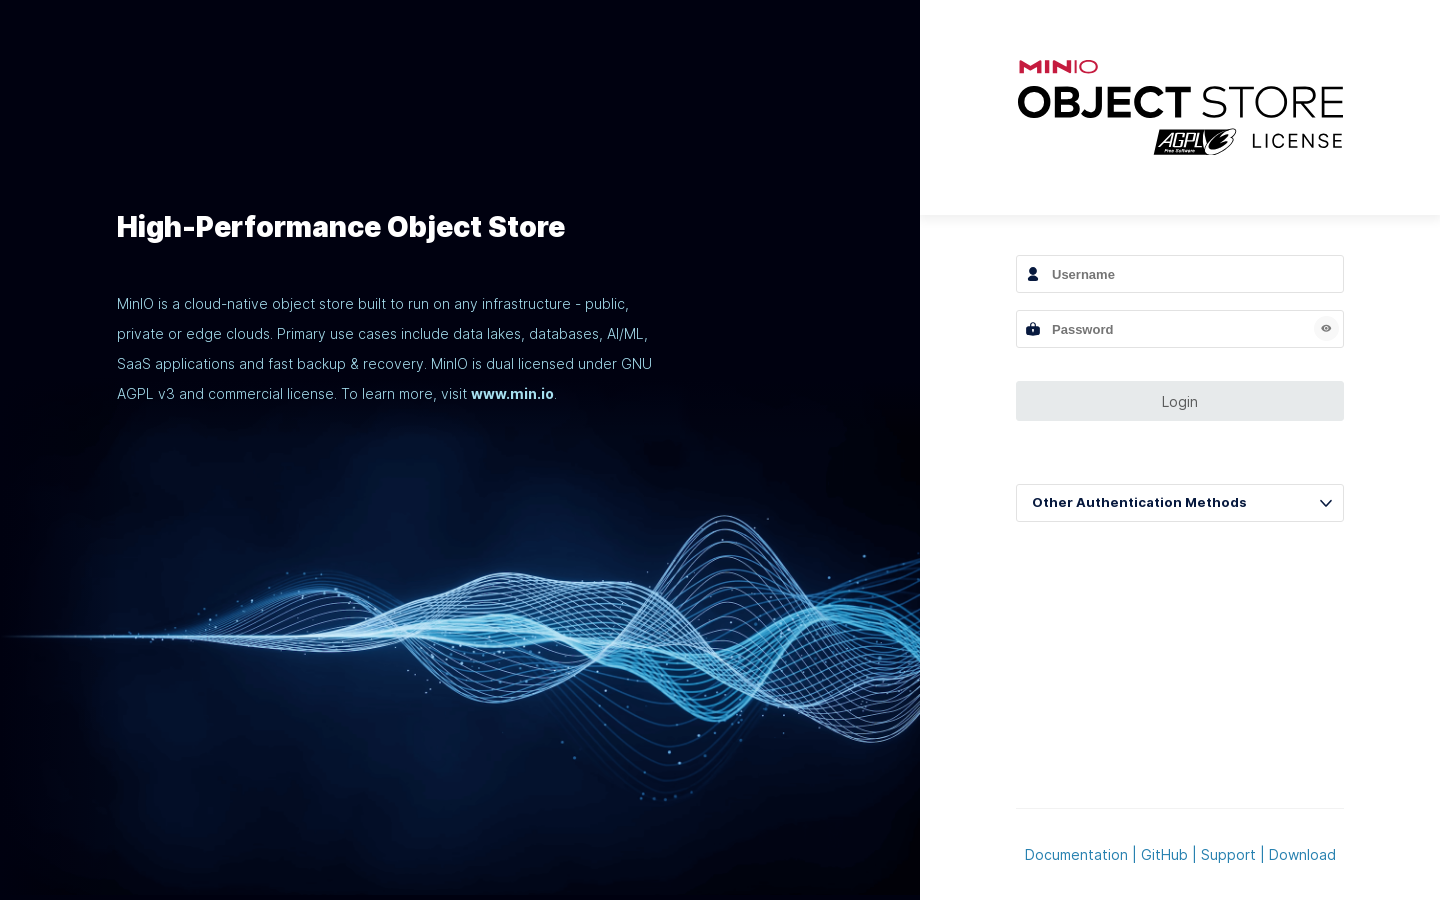 High-Performance Object Store
MinIO is a cloud-native object store built to run on any infrastructure - public,
private or edge clouds. Primary use cases include data lakes, databases, AI/ML,
SaaS applications and fast backup & recovery. MinIO is dual licensed under GNU
AGPL v3 and commercial license. To learn more, visit www.min.io.
MINIO
OBJECT STORE
AGPLv3 LICENSE
Free Software
Username
Password
Login
Other Authentication Methods
Documentation | GitHub | Support | Download